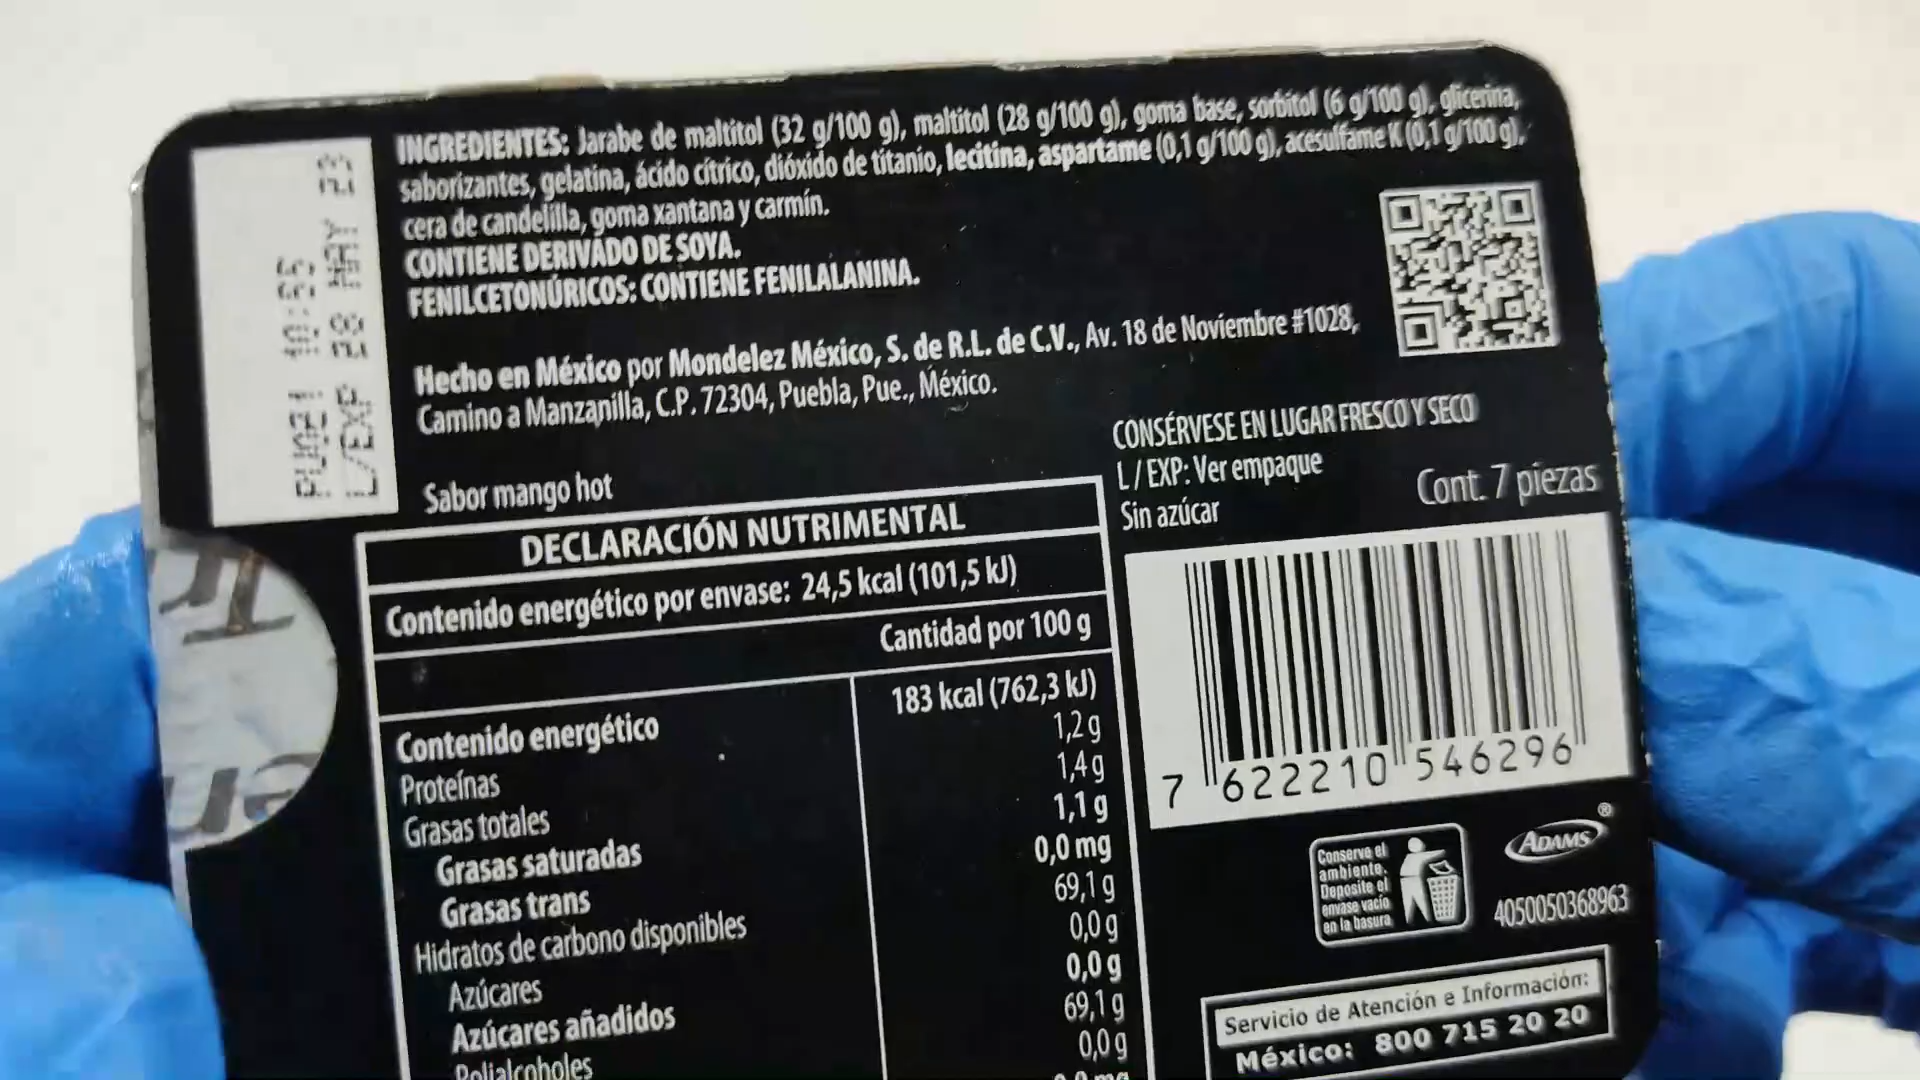 INGREDIENTES: Jarabe de maltitol (32 g/100 g), maltitol (28 g/100 g), goma base, sorbitol (6 g/100 g), glicerina,
saborizantes, gelatina, ácido cítrico, dióxido de titanio, lecitina, aspartame (0,1 g/100 g), acesulfame K (0,1 g/100 g),
cera de candelilla, goma xantana y carmín.
CONTIENE DERIVADO DE SOYA.
FENILCETONÚRICOS: CONTIENE FENILALANINA.
Hecho en México por Mondelez México, S. de R.L. de C.V., Av. 18 de Noviembre #1028,
Camino a Manzanilla, C.P. 72304, Puebla, Pue., México.
L/EXP 28 MAY 23
Sabor mango hot
DECLARACIÓN NUTRIMENTAL
Contenido energético por envase: 24,5 kcal (101,5 kJ)
Cantidad por 100 g
Contenido energético 183 kcal (762,3 kJ)
Proteínas 1,2 g
Grasas totales 1,4 g
Grasas saturadas 1,1 g
Grasas trans 0,0 mg
Hidratos de carbono disponibles 69,1 g
Azúcares 0,0 g
Azúcares añadidos 0,0 g
Polialcoholes 69,1 g
0,0 g
CONSÉRVESE EN LUGAR FRESCO Y SECO
L / EXP: Ver empaque
Sin azúcar
Cont. 7 piezas
7 622210 546296
Conserve el
ambiente.
Deposite el
envase vacío
en la basura
ADAMS®
4050050368963
Servicio de Atención e Información:
México: 800 715 20 20